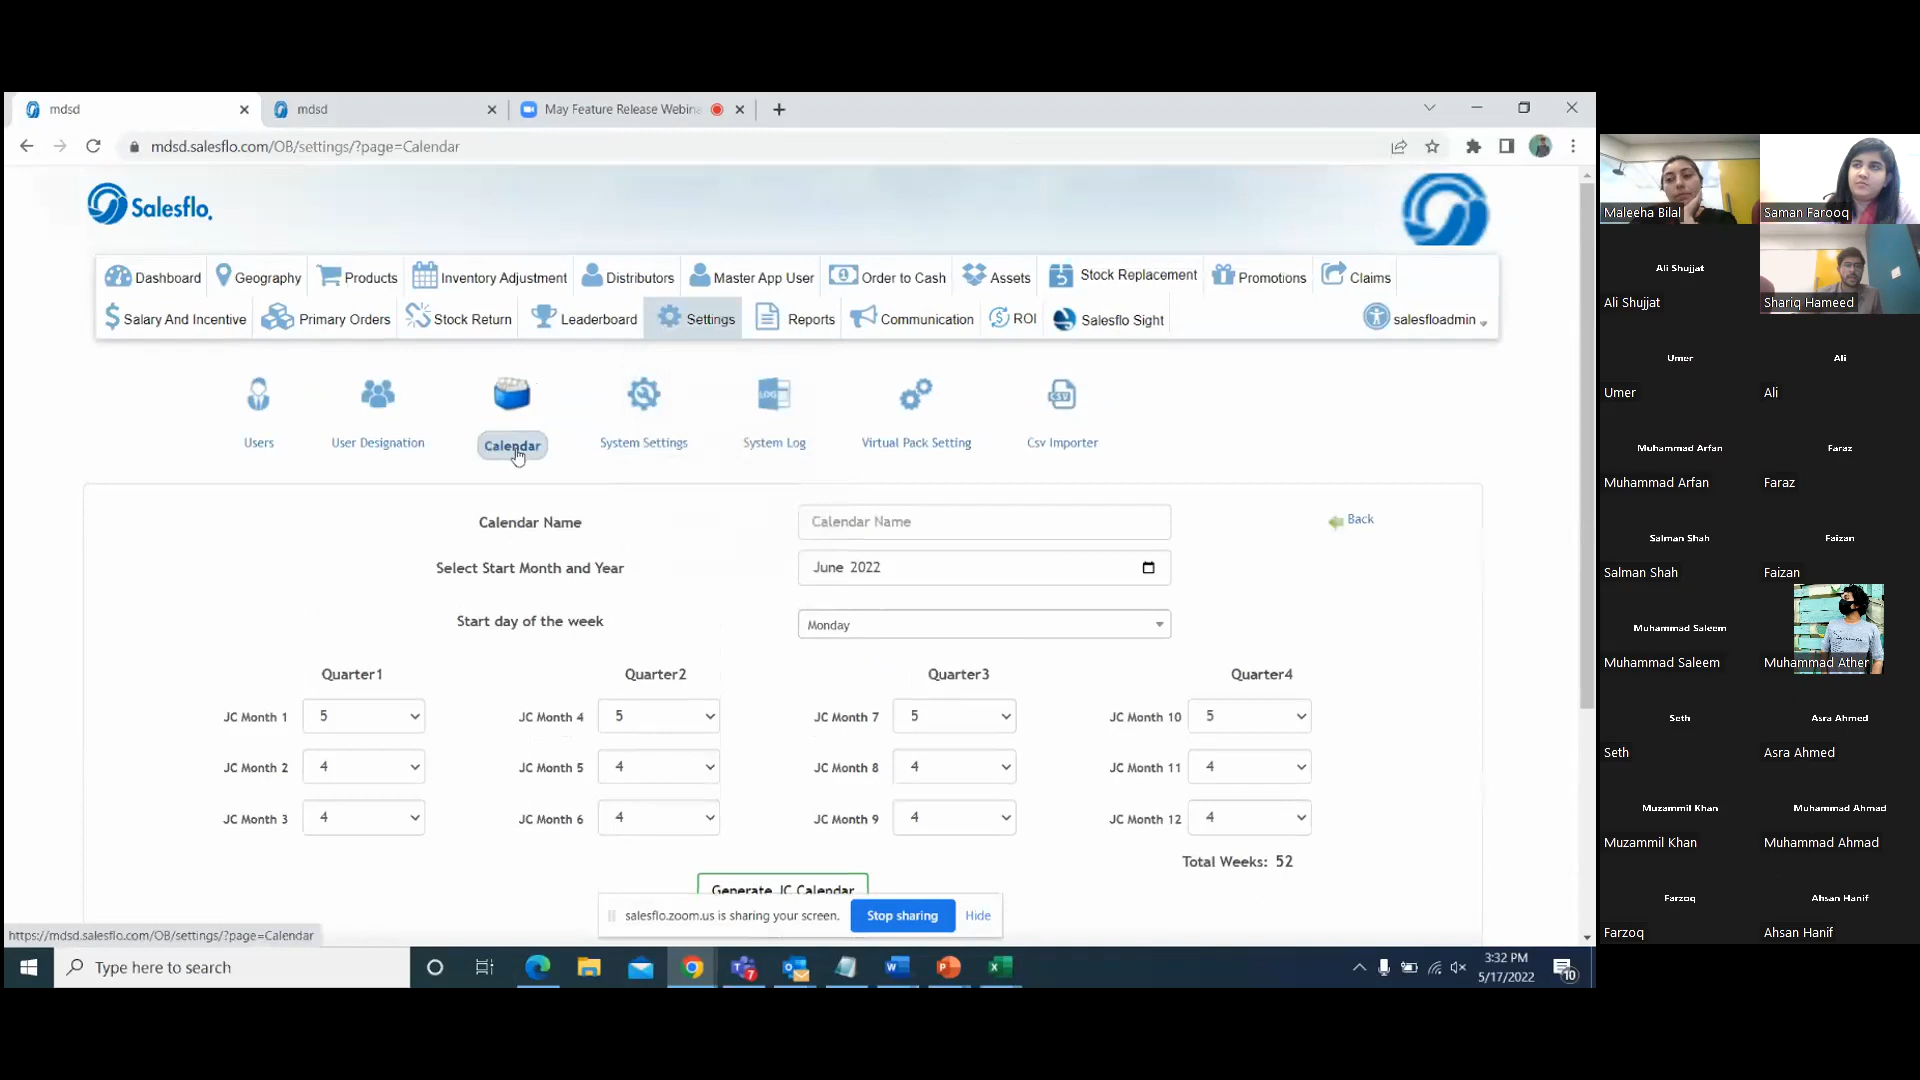 mdsd
mdsd
May Feature Release Webin
mdsd.salesflo.com/OB/settings/?page=Calendar
Salesflo.
Dashboard
Geography
Products
Inventory Adjustment
Distributors
Master App User
Order to Cash
Assets
Stock Replacement
Promotions
Claims
Salary And Incentive
Primary Orders
Stock Return
Leaderboard
Settings
Reports
Communication
ROI
Salesflo Sight
salesfloadmin
LOG
CSV
Users
User Designation
Calendar
System Settings
System Log
Virtual Pack Setting
Csv Importer
Calendar Name
Calendar Name
Back
Select Start Month and Year
June 2022
Start day of the week
Monday
Quarter1
Quarter2
Quarter3
Quarter4
JC Month 1 5
JC Month 4 5
JC Month 7 5
JC Month 10 5
JC Month 2 4
JC Month 5 4
JC Month 8 4
JC Month 11 4
JC Month 3 4
JC Month 6 4
JC Month 9 4
JC Month 12 4
Total Weeks: 52
Generate JC Calendar
salesflo.zoom.us is sharing your screen.
Stop sharing
Hide
https://mdsd.salesflo.com/OB/settings/?page=Calendar
Type here to search
7
3:32 PM
5/17/2022
10
Maleeha Bilal
Saman Farooq
Ali Shujjat
Ali Shujjat
Shariq Hameed
Umer
Ali
Umer
Ali
Muhammad Arfan
Faraz
Muhammad Arfan
Faraz
Salman Shah
Faizan
Salman Shah
Faizan
Muhammad Saleem
Muhammad Saleem
Muhammad Ather
Seth
Asra Ahmed
Seth
Asra Ahmed
Muzammil Khan
Muhammad Ahmad
Muzammil Khan
Muhammad Ahmad
Farzoq
Ahsan Hanif
Farzoq
Ahsan Hanif